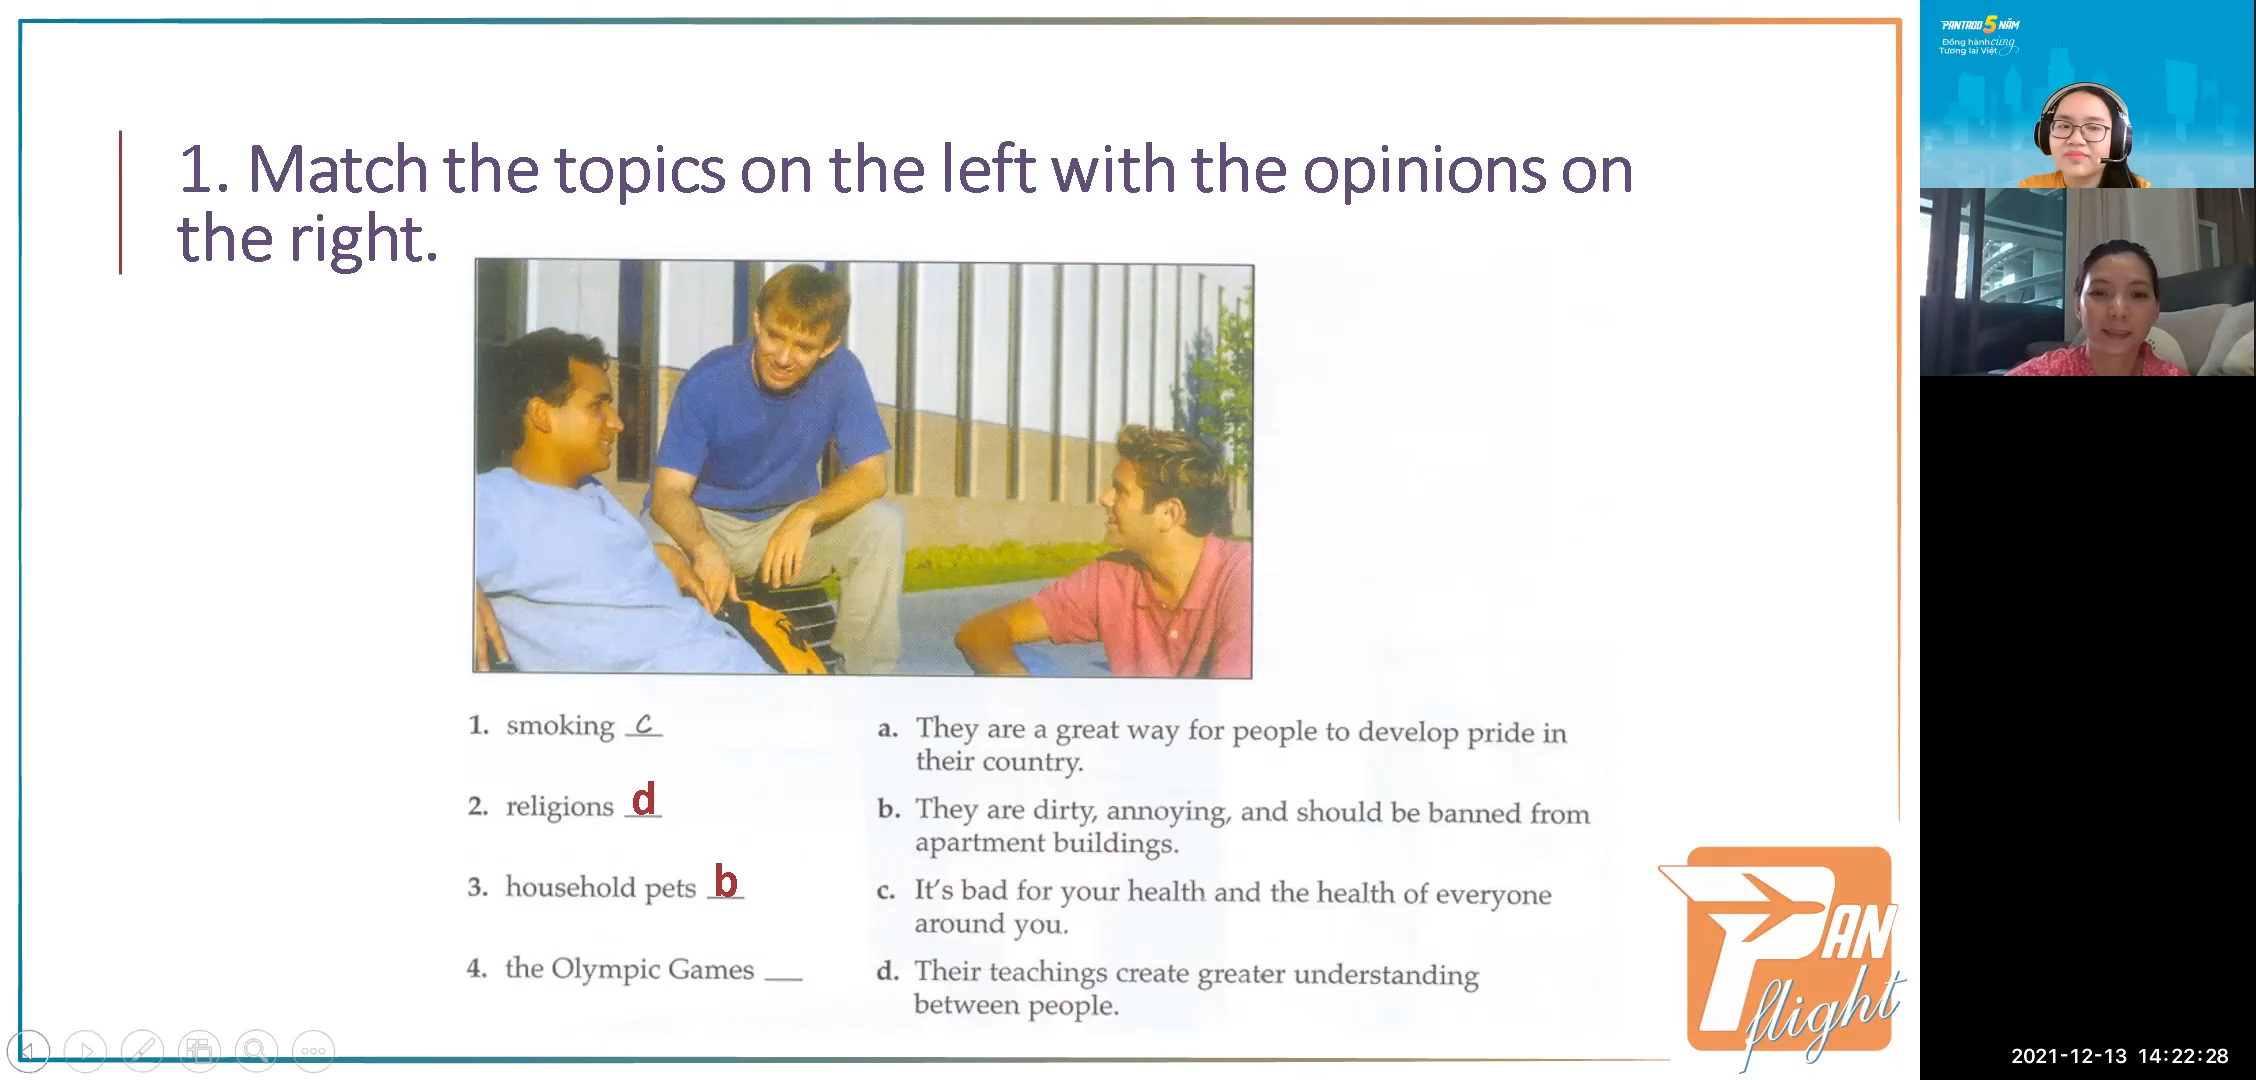 1. Match the topics on the left with the opinions on
the right.
1. smoking c
2. religions d
3. household pets b
4. the Olympic Games __
a. They are a great way for people to develop pride in
their country.
b. They are dirty, annoying, and should be banned from
apartment buildings.
c. It's bad for your health and the health of everyone
around you.
d. Their teachings create greater understanding
between people.
PAN
flight
PANTADO 5 NĂM
Đồng hành cùng
Tương lai Việt
2021-12-13 14:22:28